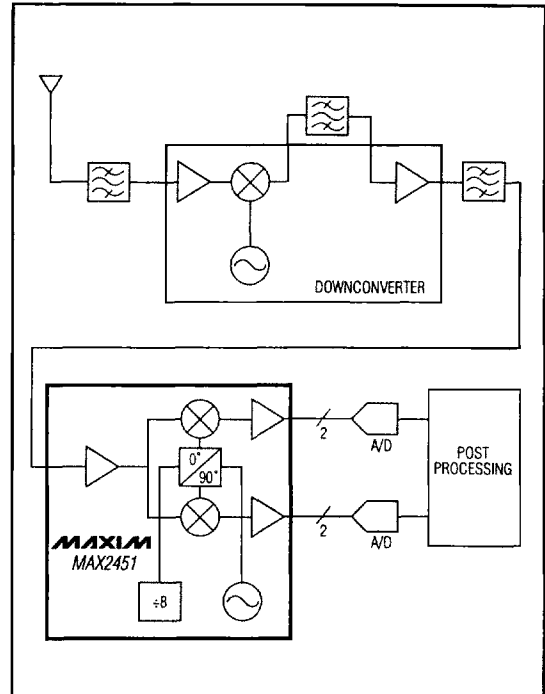 DOWNCONVERTER
0°
90°
MAXIM
MAX2451
÷8
2
A/D
2
A/D
POST
PROCESSING